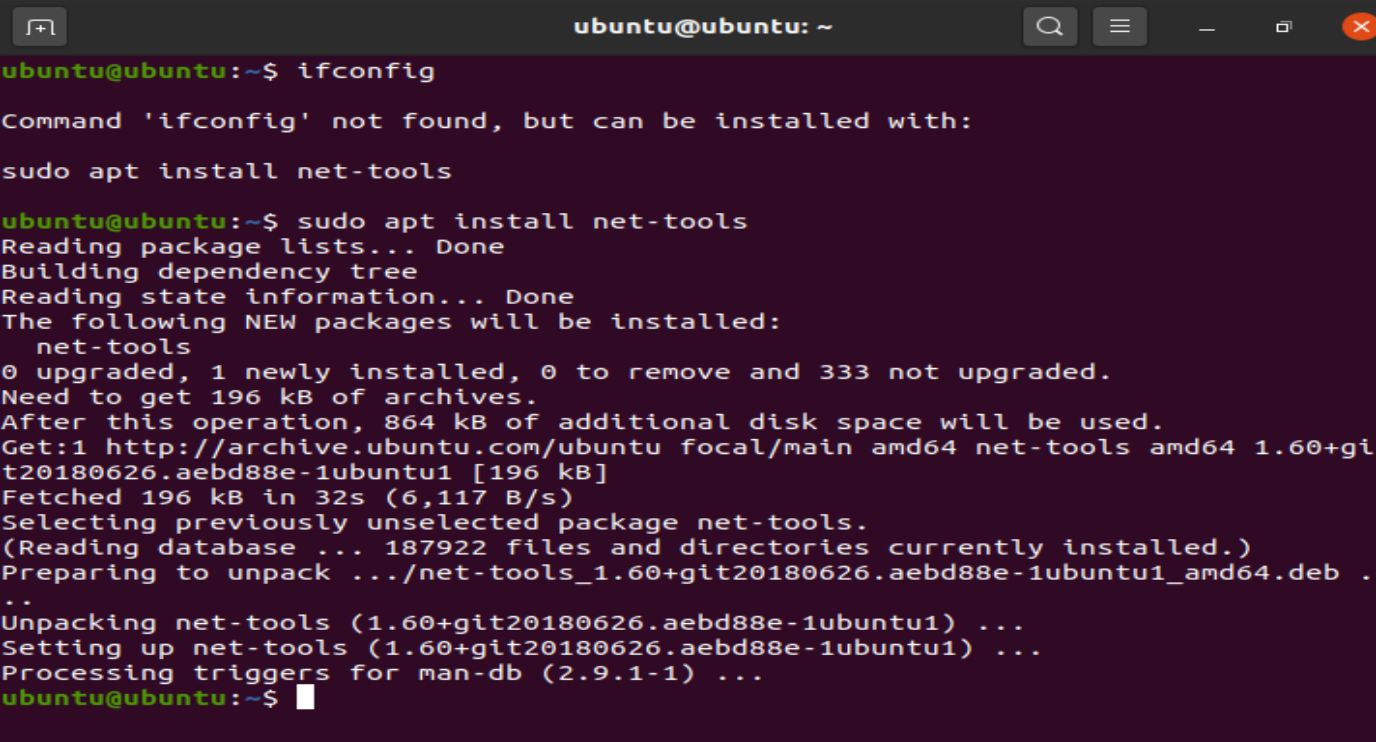 ubuntu@ubuntu: ~
ubuntu@ubuntu:~$ ifconfig
Command 'ifconfig' not found, but can be installed with:
sudo apt install net-tools
ubuntu@ubuntu:~$ sudo apt install net-tools
Reading package lists... Done
Building dependency tree
Reading state information... Done
The following NEW packages will be installed:
  net-tools
0 upgraded, 1 newly installed, 0 to remove and 333 not upgraded.
Need to get 196 kB of archives.
After this operation, 864 kB of additional disk space will be used.
Get:1 http://archive.ubuntu.com/ubuntu focal/main amd64 net-tools amd64 1.60+gi
t20180626.aebd88e-1ubuntu1 [196 kB]
Fetched 196 kB in 32s (6,117 B/s)
Selecting previously unselected package net-tools.
(Reading database ... 187922 files and directories currently installed.)
Preparing to unpack .../net-tools_1.60+git20180626.aebd88e-1ubuntu1_amd64.deb .
..
Unpacking net-tools (1.60+git20180626.aebd88e-1ubuntu1) ...
Setting up net-tools (1.60+git20180626.aebd88e-1ubuntu1) ...
Processing triggers for man-db (2.9.1-1) ...
ubuntu@ubuntu:~$